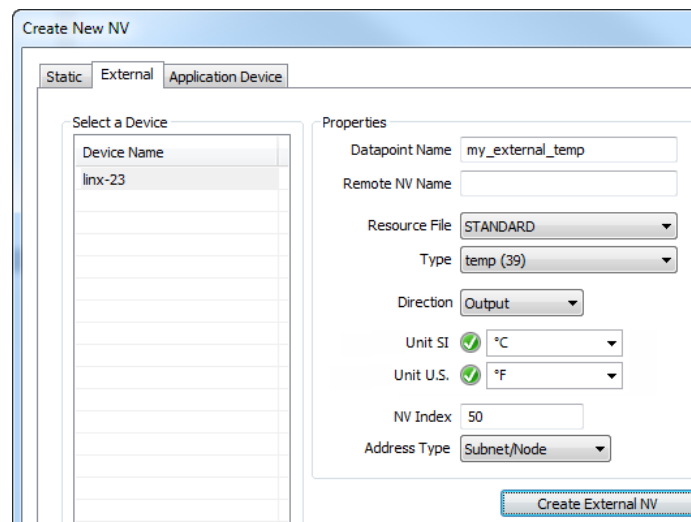 Create New NV
Static External Application Device
Select a Device
Device Name
linx-23
Properties
Datapoint Name my_external_temp
Remote NV Name
Resource File STANDARD
Type temp (39)
Direction Output
Unit SI °C
Unit U.S. °F
NV Index 50
Address Type Subnet/Node
Create External NV